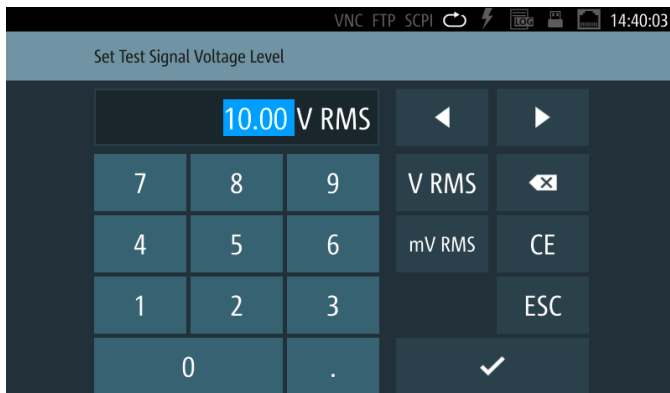 VNC FTP SCPI LOG 14:40:03
Set Test Signal Voltage Level
10.00 V RMS
7 8 9 V RMS
4 5 6 mV RMS CE
1 2 3 ESC
0 .